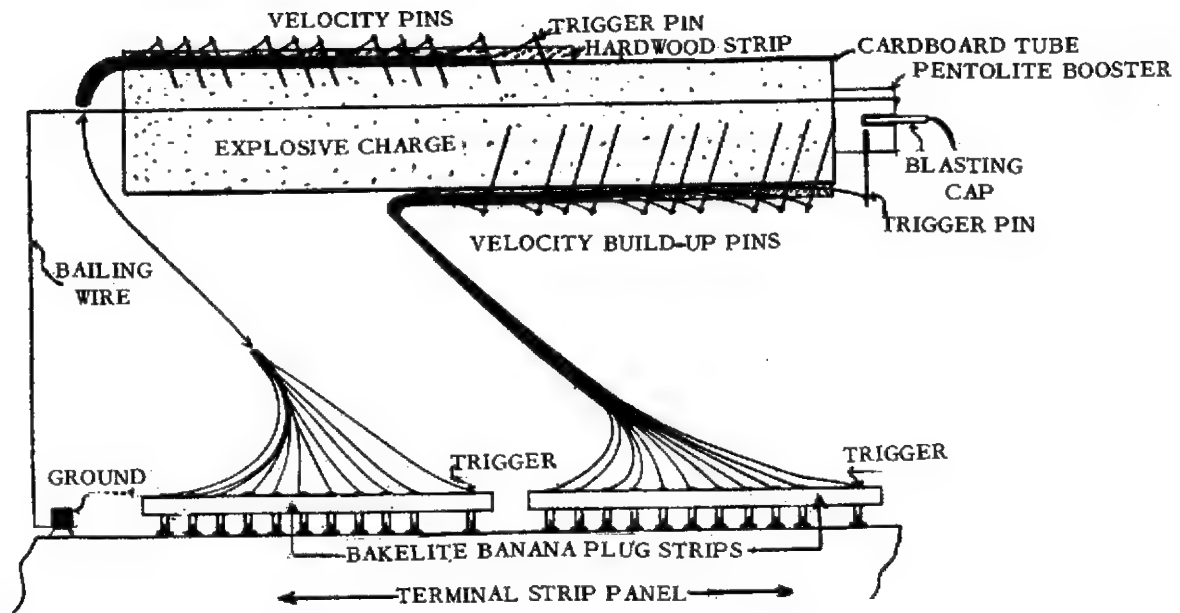 VELOCITY PINS
TRIGGER PIN
HARDWOOD STRIP
CARDBOARD TUBE
PENTOLITE BOOSTER
EXPLOSIVE CHARGE
BLASTING
CAP
TRIGGER PIN
VELOCITY BUILD-UP PINS
BAILING
WIRE
GROUND
TRIGGER
TRIGGER
BAKELITE BANANA PLUG STRIPS
TERMINAL STRIP PANEL